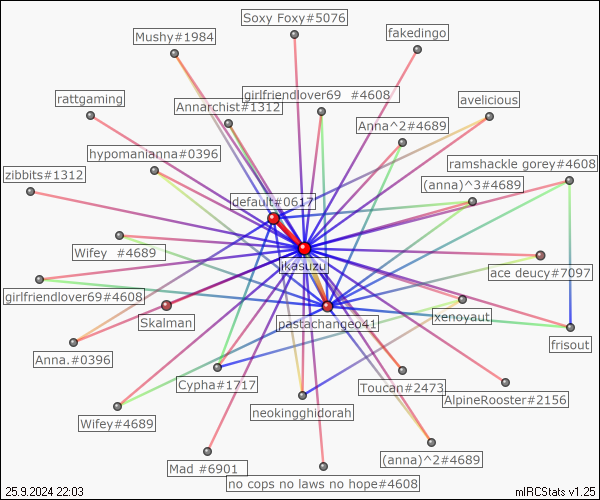 Soxy Foxy#5076
Mushy#1984
fakedingo
rattgaming
girlfriendlover69 #4608
Annarchist#1312
avelicious
Anna^2#4689
hypomanianna#0396
ramshackle gorey#4608
zibbits#1312
(anna)^3#4689
default#0617
Wifey #4689
ikasuzu
ace deucy#7097
girlfriendlover69#4608
Skalman
pastachangeo41
xenoyaut
frisout
Anna.#0396
Cypha#1717
Toucan#2473
AlpineRooster#2156
neokingghidorah
Wifey#4689
(anna)^2#4689
Mad #6901
no cops no laws no hope#4608
25.9.2024 22:03
mIRCStats v1.25